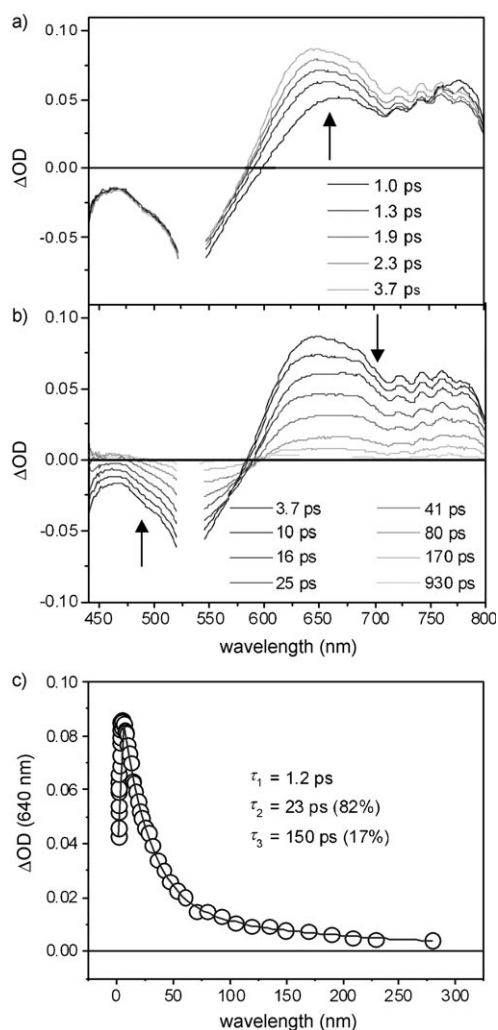 a)
0.10
0.05
0.00
-0.05
ΔOD
1.0 ps
1.3 ps
1.9 ps
2.3 ps
3.7 ps
b)
0.05
0.00
-0.05
-0.10
ΔOD
3.7 ps
10 ps
16 ps
25 ps
41 ps
80 ps
170 ps
930 ps
450 500 550 600 650 700 750 800
wavelength (nm)
c)
0.10
0.08
0.06
0.04
0.02
0.00
ΔOD (640 nm)
τ1 = 1.2 ps
τ2 = 23 ps (82%)
τ3 = 150 ps (17%)
0 50 100 150 200 250 300
wavelength (nm)